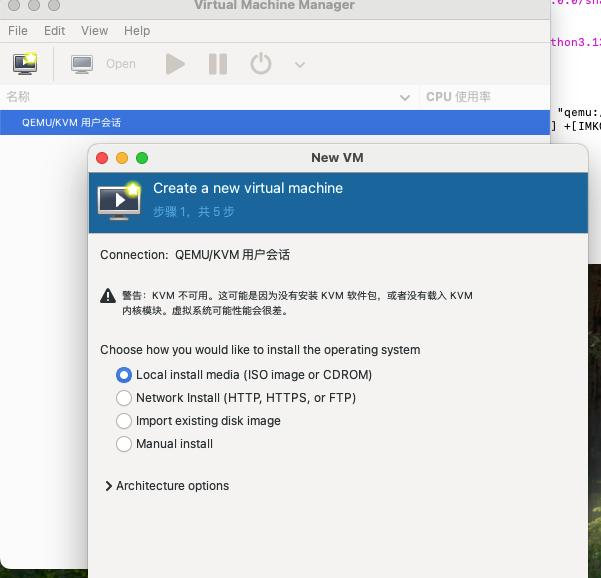 Virtual Machine Manager
File Edit View Help
Open
名称 CPU 使用率
QEMU/KVM 用户会话
.0.0/sha
thon3.13
"qemu:/
] +[IMK
New VM
Create a new virtual machine
步骤 1，共 5 步
Connection: QEMU/KVM 用户会话
警告：KVM 不可用。这可能是因为没有安装 KVM 软件包，或者没有载入 KVM
内核模块。虚拟系统可能性能会很差。
Choose how you would like to install the operating system
Local install media (ISO image or CDROM)
Network Install (HTTP, HTTPS, or FTP)
Import existing disk image
Manual install
Architecture options